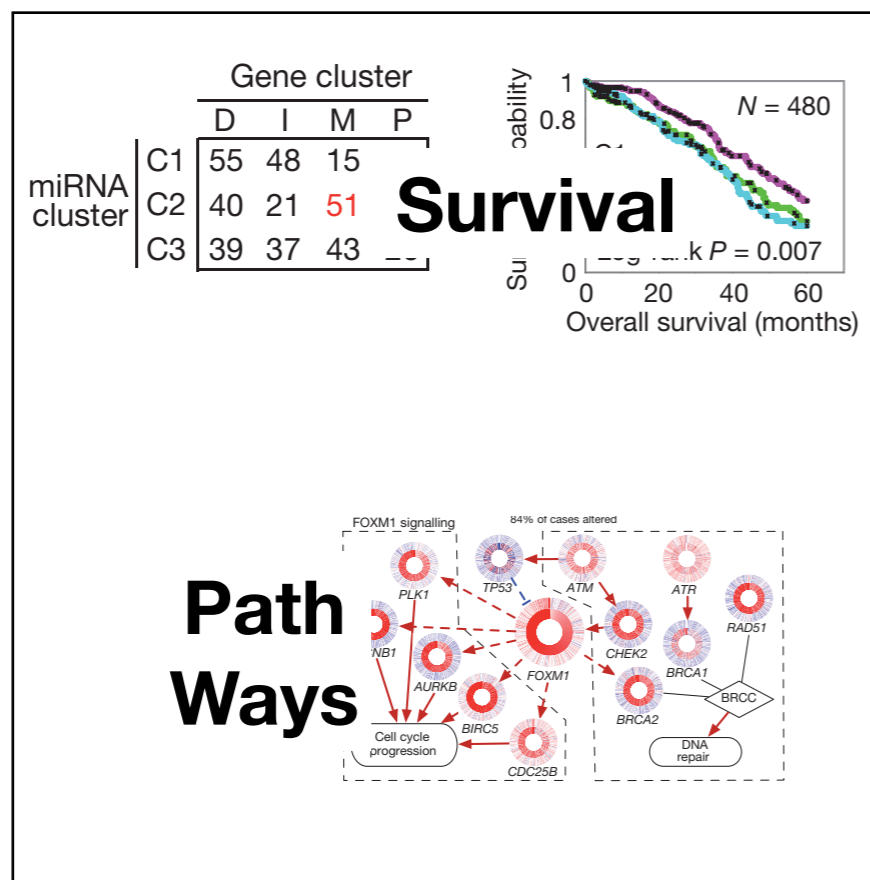 Gene cluster
D I M P
miRNA cluster
C1 55 48 15
C2 40 21 51
C3 39 37 43
Survival
1
0.8
0
N = 480
rank P = 0.007
0 20 40 60
Overall survival (months)
Path
Ways
FOXM1 signalling
84% of cases altered
PLK1
TP53
ATM
ATR
RAD51
NB1
AURKB
FOXM1
CHEK2
BRCA1
BIRC5
BRCA2
BRCC
CDC25B
Cell cycle
progression
DNA
repair